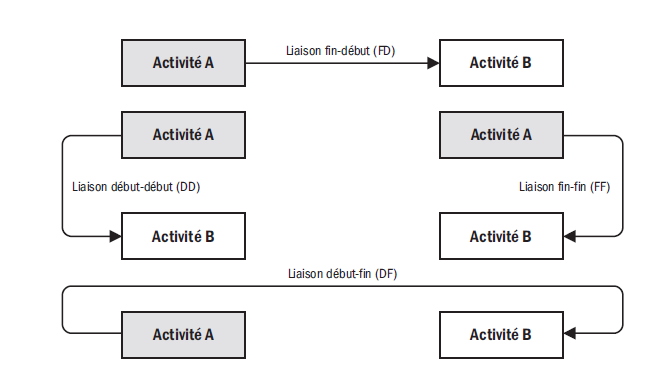 Activité A
Liaison fin-début (FD)
Activité B
Activité A
Activité A
Liaison début-début (DD)
Liaison fin-fin (FF)
Activité B
Activité B
Liaison début-fin (DF)
Activité A
Activité B